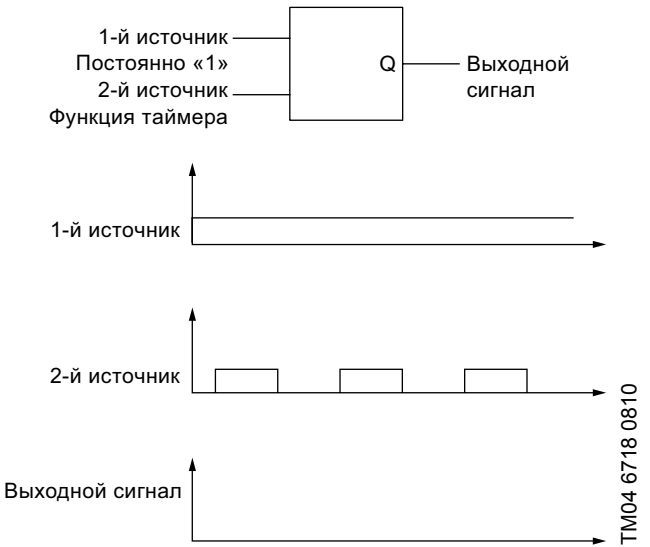 1-й источник
Постоянно «1»
2-й источник
Функция таймера
Q
Выходной
сигнал
1-й источник
2-й источник
Выходной сигнал
TM04 6718 0810